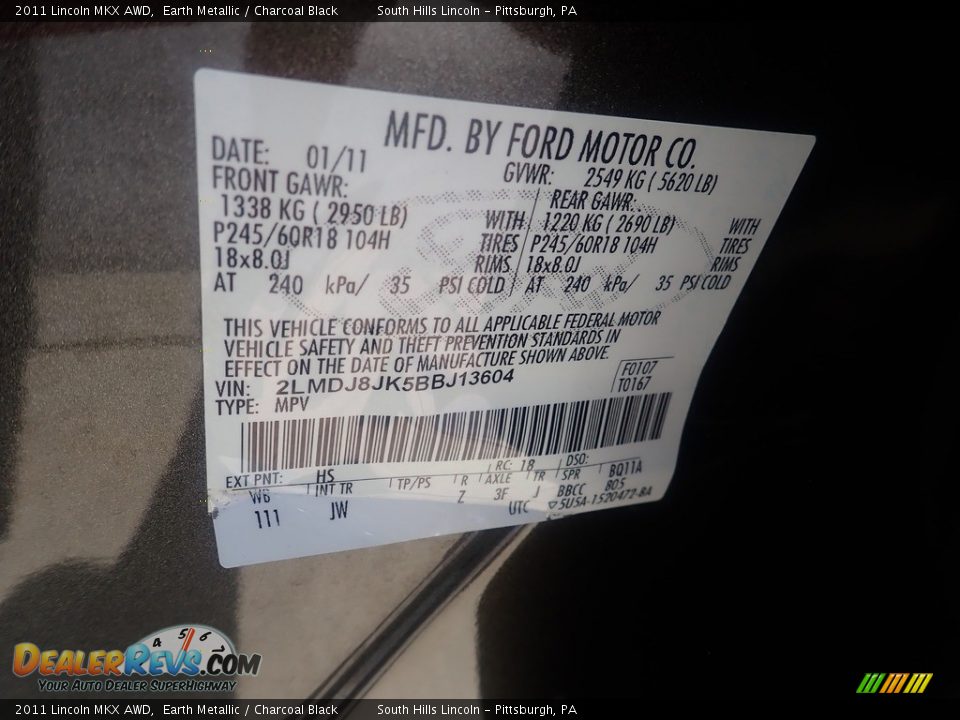 2011 Lincoln MKX AWD, Earth Metallic / Charcoal Black South Hills Lincoln - Pittsburgh, PA
MFD. BY FORD MOTOR CO.
DATE: 01/11 GVWR: 2549 KG ( 5620 LB)
FRONT GAWR: REAR GAWR:
1338 KG ( 2950 LB) WITH 1220 KG ( 2690 LB) WITH
P245/60R18 104H TIRES P245/60R18 104H TIRES
18x8.0J RIMS 18x8.0J RIMS
AT 240 kPa/ 35 PSI COLD AT 240 kPa/ 35 PSI COLD
THIS VEHICLE CONFORMS TO ALL APPLICABLE FEDERAL MOTOR
VEHICLE SAFETY AND THEFT PREVENTION STANDARDS IN
EFFECT ON THE DATE OF MANUFACTURE SHOWN ABOVE.
VIN: 2LMDJ8JK5BBJ13604 F0107
TYPE: MPV T0167
EXT PNT: HS RC: 18 DSO: BQ11A
W6 INT TR TP/PS R AXLE TR SPR 805
111 JW Z 3F J BBCC
UTC 5U5A-1520472-BA
DEALERREVS.COM
4 5 6
YOUR AUTO DEALER SUPERHIGHWAY
2011 Lincoln MKX AWD, Earth Metallic / Charcoal Black South Hills Lincoln - Pittsburgh, PA